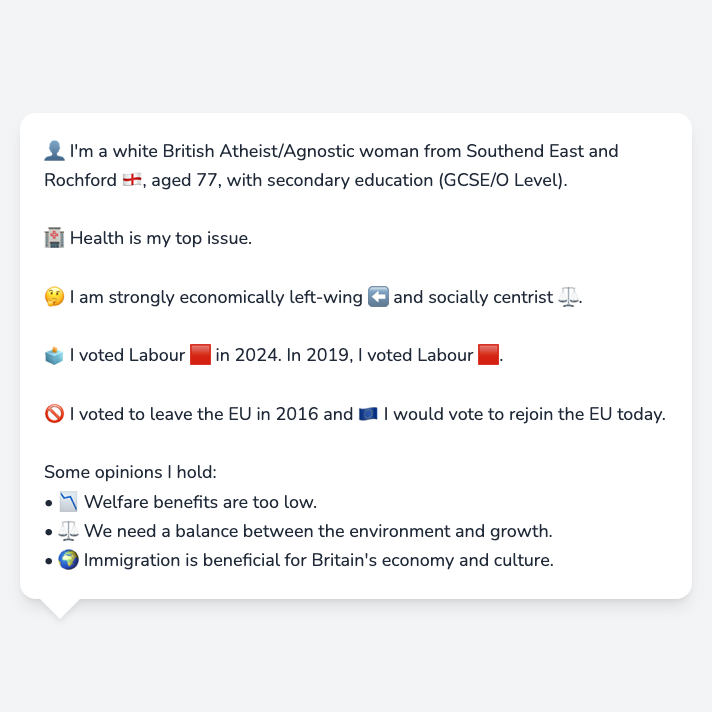 👤 I'm a white British Atheist/Agnostic woman from Southend East and
Rochford 🏴󠁧󠁢󠁥󠁮󠁧󠁿, aged 77, with secondary education (GCSE/O Level).
🏥 Health is my top issue.
🤔 I am strongly economically left-wing ⬅️ and socially centrist ⚖️.
🗳️ I voted Labour 🟥 in 2024. In 2019, I voted Labour 🟥.
🚫 I voted to leave the EU in 2016 and 🇪🇺 I would vote to rejoin the EU today.
Some opinions I hold:
• 📉 Welfare benefits are too low.
• ⚖️ We need a balance between the environment and growth.
• 🌍 Immigration is beneficial for Britain's economy and culture.